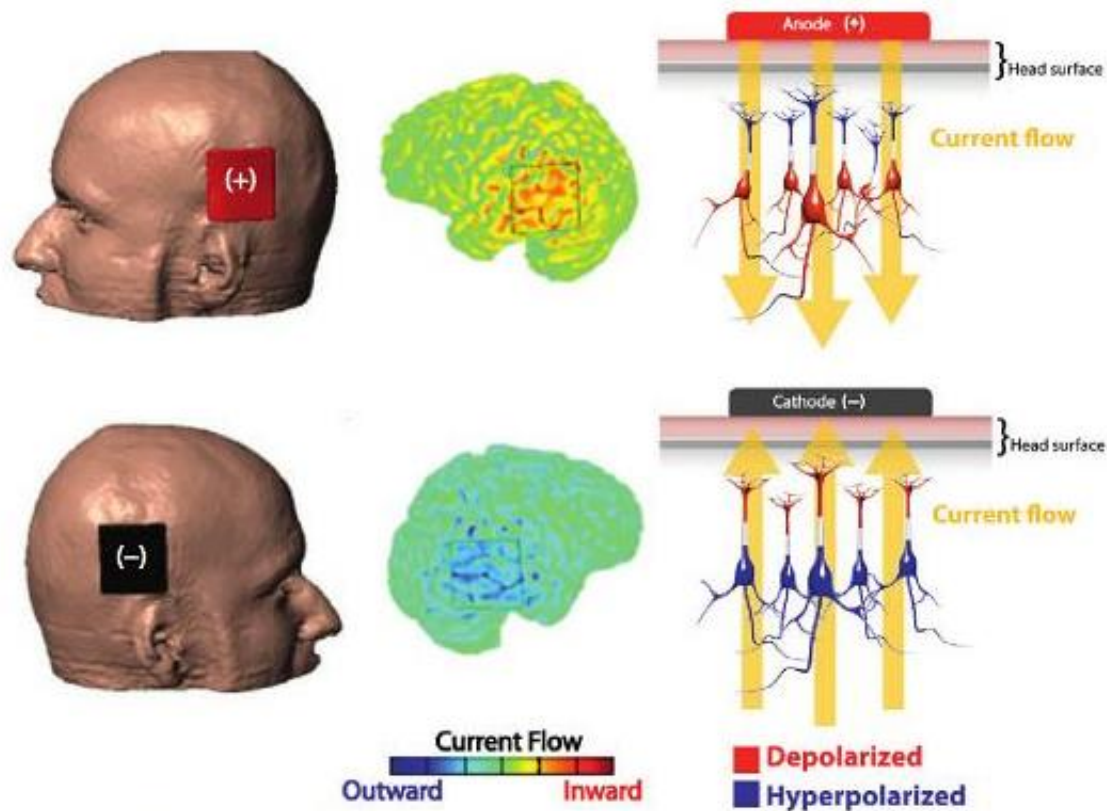 Anode (+)
} Head surface
(+)
Current flow
Cathode (−)
} Head surface
(−)
Current flow
Current Flow
Outward Inward
Depolarized
Hyperpolarized